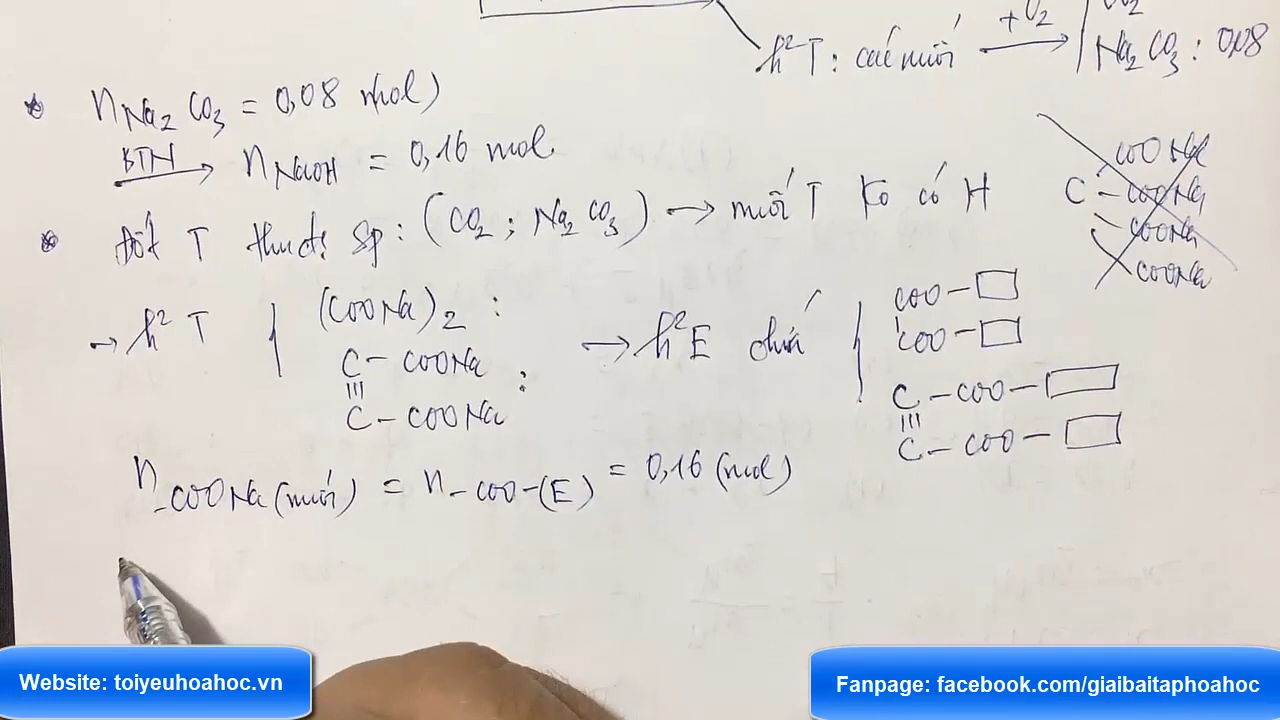 +O2
CO2
h² T : các muối → Na2CO3 : 0,08
* nNa2CO3 = 0,08 mol)
BTN → nNaOH = 0,16 mol
* Đốt T thu đc sp : (CO2 ; Na2CO3) → muối T ko có H
COONa
C – COONa
COONa
COONa
→ h² T { (COONa)2 :
C – COONa
||| :
C – COONa
→ h² E chứa {
COO – □
COO – □
C – COO – □
|||
C – COO – □
n-COONa (muối) = n-COO-(E) = 0,16 (mol)
Website: toiyeuhoahoc.vn
Fanpage: facebook.com/giaibaitaphoahoc